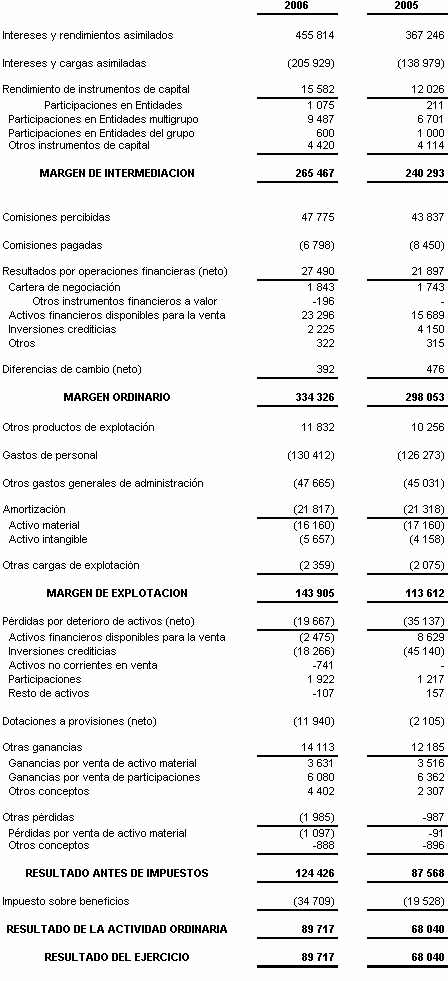 2006 2005
Intereses y rendimientos asimilados 455 814 367 246
Intereses y cargas asimiladas (205 929) (138 979)
Rendimiento de instrumentos de capital 15 582 12 026
Participaciones en Entidades 1 075 211
Participaciones en Entidades multigrupo 9 487 6 701
Participaciones en Entidades del grupo 600 1 000
Otros instrumentos de capital 4 420 4 114
MARGEN DE INTERMEDIACION 265 467 240 293
Comisiones percibidas 47 775 43 837
Comisiones pagadas (6 798) (8 450)
Resultados por operaciones financieras (neto) 27 490 21 897
Cartera de negociación 1 843 1 743
Otros instrumentos financieros a valor -196 -
Activos financieros disponibles para la venta 23 296 15 689
Inversiones crediticias 2 225 4 150
Otros 322 315
Diferencias de cambio (neto) 392 476
MARGEN ORDINARIO 334 326 298 053
Otros productos de explotación 11 832 10 256
Gastos de personal (130 412) (126 273)
Otros gastos generales de administración (47 665) (45 031)
Amortización (21 817) (21 318)
Activo material (16 160) (17 160)
Activo intangible (5 657) (4 158)
Otras cargas de explotación (2 359) (2 075)
MARGEN DE EXPLOTACION 143 905 113 612
Pérdidas por deterioro de activos (neto) (19 667) (35 137)
Activos financieros disponibles para la venta (2 475) 8 629
Inversiones crediticias (18 266) (45 140)
Activos no corrientes en venta -741 -
Participaciones 1 922 1 217
Resto de activos -107 157
Dotaciones a provisiones (neto) (11 940) (2 105)
Otras ganancias 14 113 12 185
Ganancias por venta de activo material 3 631 3 516
Ganancias por venta de participaciones 6 080 6 362
Otros conceptos 4 402 2 307
Otras pérdidas (1 985) -987
Pérdidas por venta de activo material (1 097) -91
Otros conceptos -888 -896
RESULTADO ANTES DE IMPUESTOS 124 426 87 568
Impuesto sobre beneficios (34 709) (19 528)
RESULTADO DE LA ACTIVIDAD ORDINARIA 89 717 68 040
RESULTADO DEL EJERCICIO 89 717 68 040